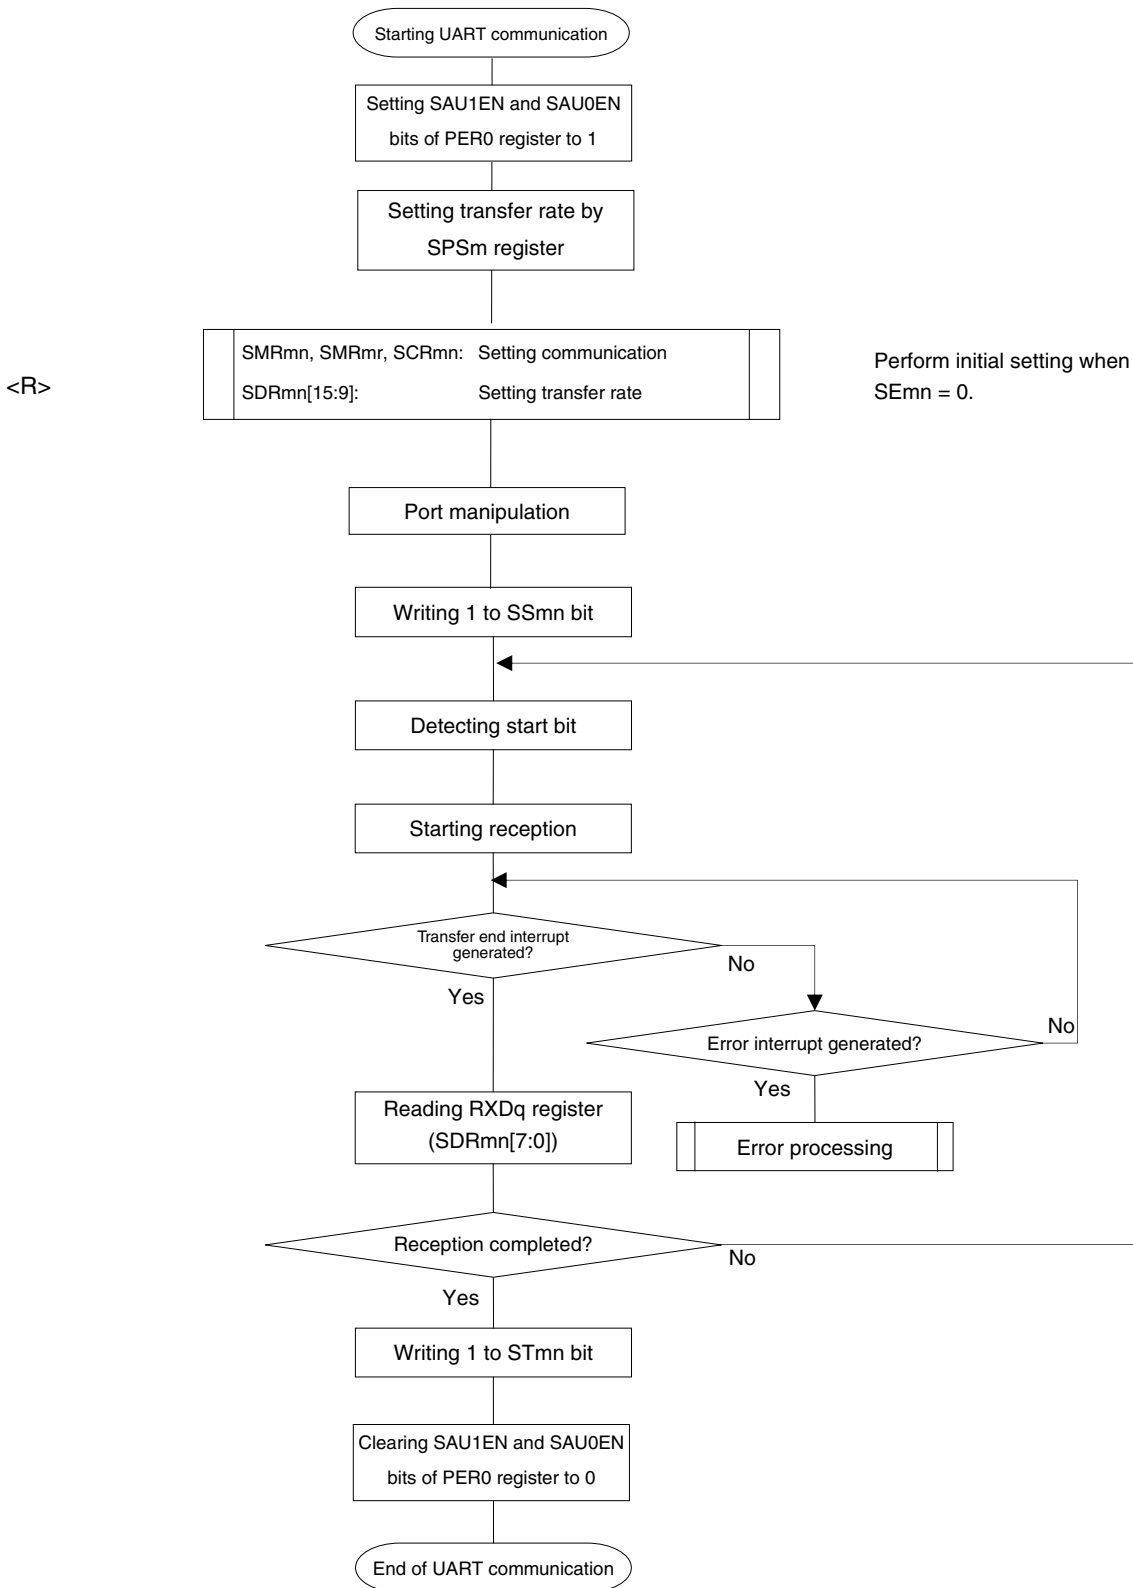 Starting UART communication
Setting SAU1EN and SAU0EN
bits of PER0 register to 1
Setting transfer rate by
SPSm register
<R>
SMRmn, SMRmr, SCRmn: Setting communication
SDRmn[15:9]: Setting transfer rate
Perform initial setting when
SEmn = 0.
Port manipulation
Writing 1 to SSmn bit
Detecting start bit
Starting reception
Transfer end interrupt
generated?
No
Yes
Error interrupt generated?
No
Yes
Error processing
Reading RXDq register
(SDRmn[7:0])
Reception completed?
No
Yes
Writing 1 to STmn bit
Clearing SAU1EN and SAU0EN
bits of PER0 register to 0
End of UART communication